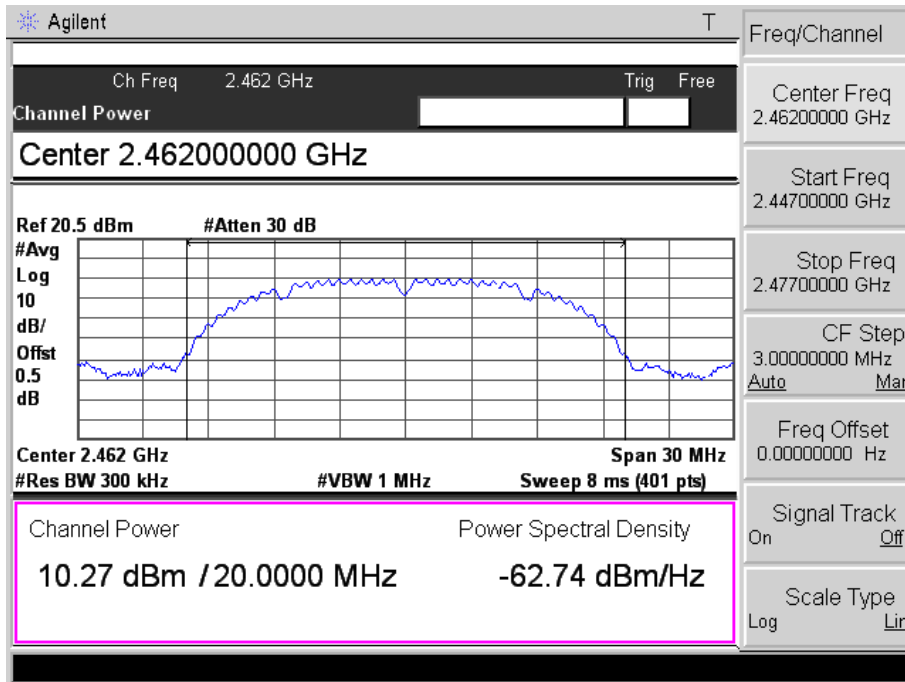 Agilent T
Ch Freq 2.462 GHz Trig Free
Channel Power
Center 2.462000000 GHz
Ref 20.5 dBm #Atten 30 dB
#Avg
Log
10
dB/
Offst
0.5
dB
Center 2.462 GHz Span 30 MHz
#Res BW 300 kHz #VBW 1 MHz Sweep 8 ms (401 pts)
Channel Power Power Spectral Density
10.27 dBm / 20.0000 MHz -62.74 dBm/Hz
Freq/Channel
Center Freq
2.46200000 GHz
Start Freq
2.44700000 GHz
Stop Freq
2.47700000 GHz
CF Step
3.00000000 MHz
Auto Mar
Freq Offset
0.00000000 Hz
Signal Track
On Off
Scale Type
Log Lin